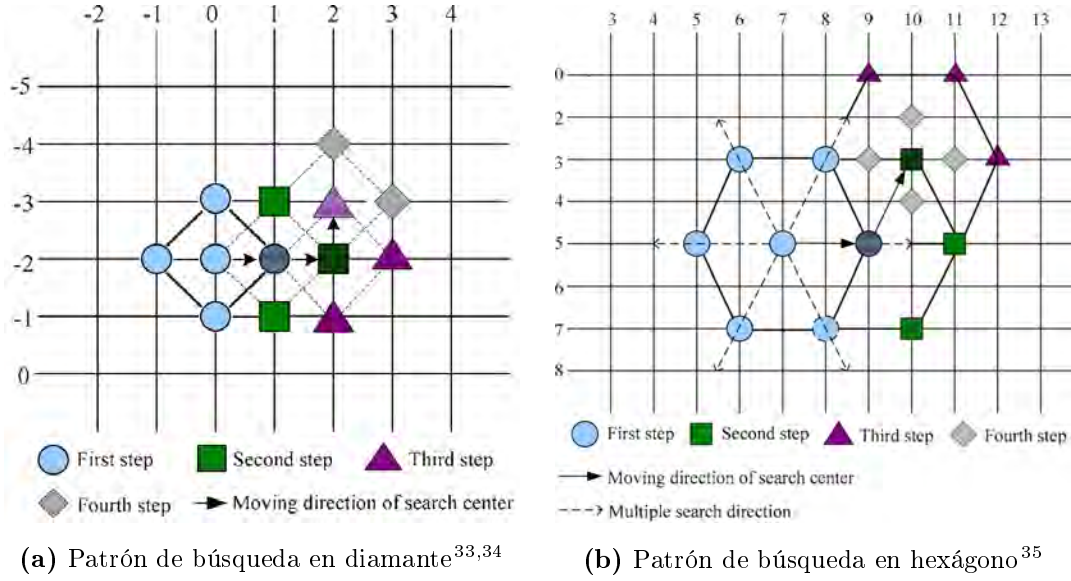 -2 -1 0 1 2 3 4
-5
-4
-3
-2
-1
0
First step Second step Third step
Fourth step Moving direction of search center
(a) Patrón de búsqueda en diamante33,34
3 4 5 6 7 8 9 10 11 12 13
0
2
3
4
5
6
7
8
First step Second step Third step Fourth step
Moving direction of search center
Multiple search direction
(b) Patrón de búsqueda en hexágono35